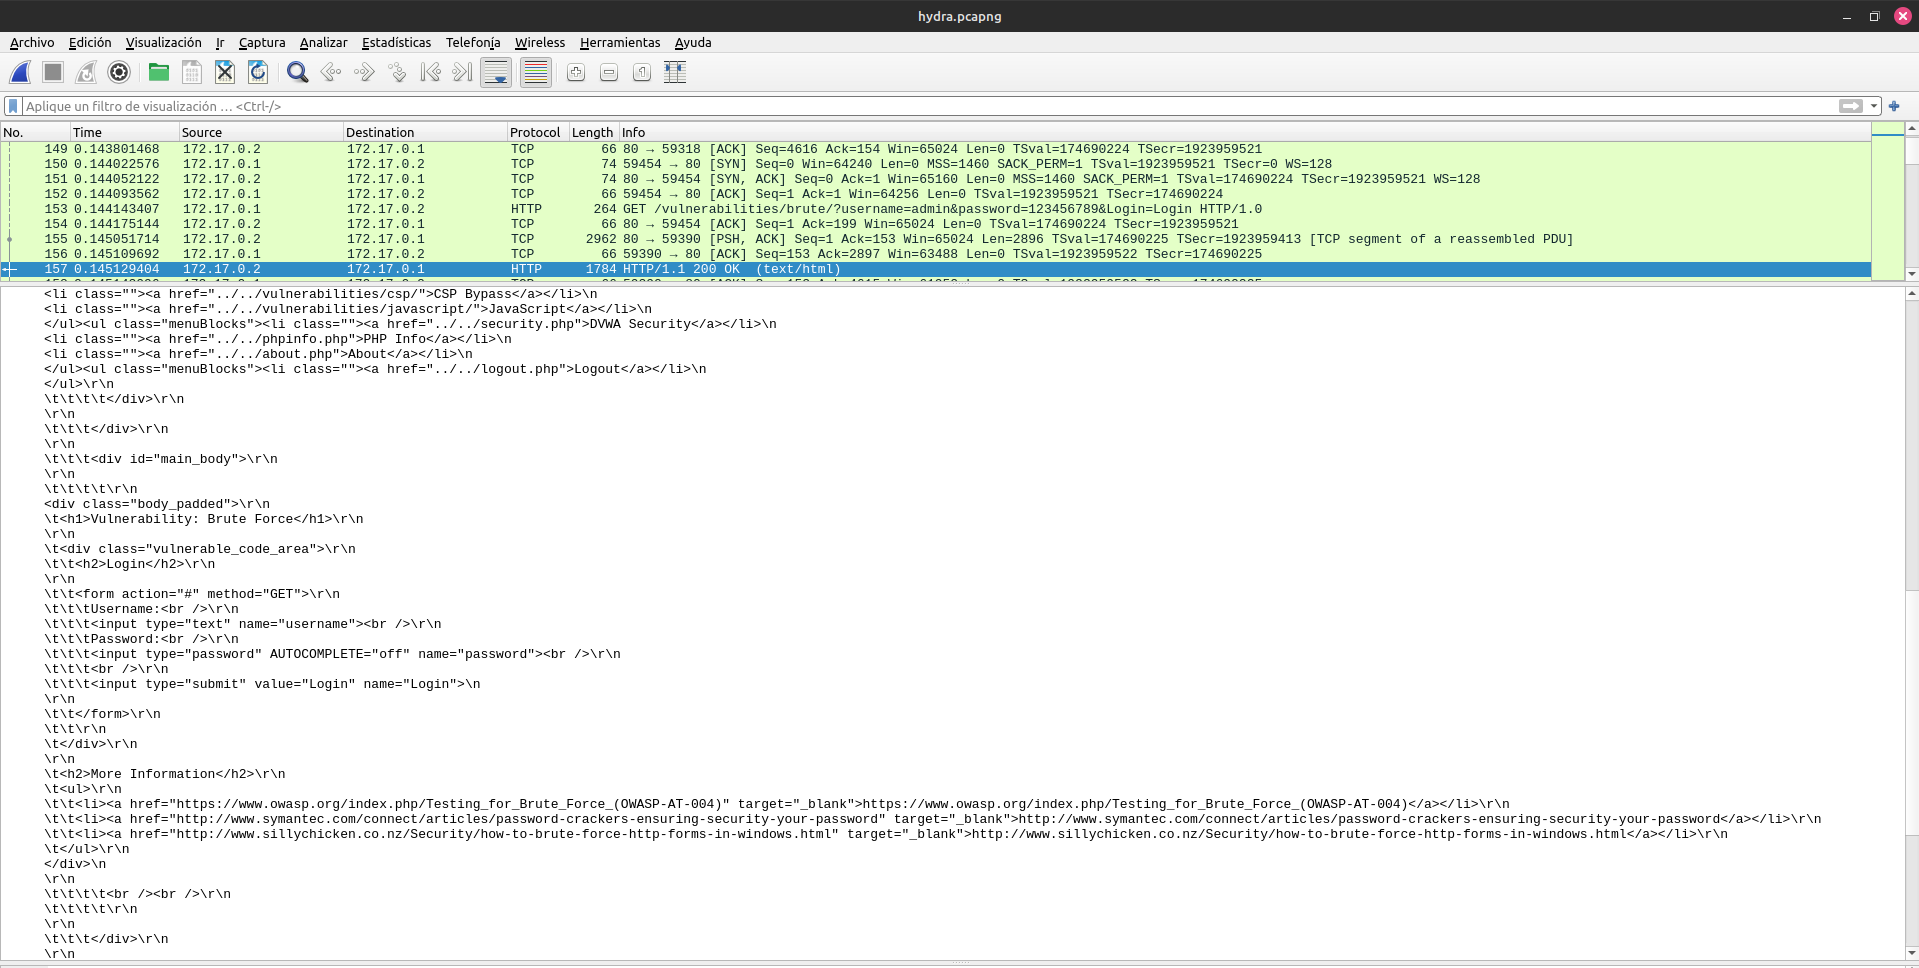 hydra.pcapng
Archivo Edición Visualización Ir Captura Analizar Estadísticas Telefonía Wireless Herramientas Ayuda
Aplique un filtro de visualización … <Ctrl-/>
No. Time Source Destination Protocol Length Info
149 0.143801468 172.17.0.2 172.17.0.1 TCP 66 80 → 59318 [ACK] Seq=4616 Ack=154 Win=65024 Len=0 TSval=174690224 TSecr=1923959521
150 0.144022576 172.17.0.1 172.17.0.2 TCP 74 59454 → 80 [SYN] Seq=0 Win=64240 Len=0 MSS=1460 SACK_PERM=1 TSval=1923959521 TSecr=0 WS=128
151 0.144052122 172.17.0.2 172.17.0.1 TCP 74 80 → 59454 [SYN, ACK] Seq=0 Ack=1 Win=65160 Len=0 MSS=1460 SACK_PERM=1 TSval=174690224 TSecr=1923959521 WS=128
152 0.144093562 172.17.0.1 172.17.0.2 TCP 66 59454 → 80 [ACK] Seq=1 Ack=1 Win=64256 Len=0 TSval=1923959521 TSecr=174690224
153 0.144143407 172.17.0.1 172.17.0.2 HTTP 264 GET /vulnerabilities/brute/?username=admin&password=123456789&Login=Login HTTP/1.0
154 0.144175144 172.17.0.2 172.17.0.1 TCP 66 80 → 59454 [ACK] Seq=1 Ack=199 Win=65024 Len=0 TSval=174690224 TSecr=1923959521
155 0.145051714 172.17.0.2 172.17.0.1 TCP 2962 80 → 59390 [PSH, ACK] Seq=1 Ack=153 Win=65024 Len=2896 TSval=174690225 TSecr=1923959413 [TCP segment of a reassembled PDU]
156 0.145109692 172.17.0.1 172.17.0.2 TCP 66 59390 → 80 [ACK] Seq=153 Ack=2897 Win=63488 Len=0 TSval=1923959522 TSecr=174690225
157 0.145129404 172.17.0.2 172.17.0.1 HTTP 1784 HTTP/1.1 200 OK  (text/html)
<li class=""><a href="../../vulnerabilities/csp/">CSP Bypass</a></li>\n
<li class=""><a href="../../vulnerabilities/javascript/">JavaScript</a></li>\n
</ul><ul class="menuBlocks"><li class=""><a href="../../security.php">DVWA Security</a></li>\n
<li class=""><a href="../../phpinfo.php">PHP Info</a></li>\n
<li class=""><a href="../../about.php">About</a></li>\n
</ul><ul class="menuBlocks"><li class=""><a href="../../logout.php">Logout</a></li>\n
</ul>\r\n
\t\t\t\t</div>\r\n
\r\n
\t\t\t</div>\r\n
\r\n
\t\t\t<div id="main_body">\r\n
\r\n
\t\t\t\t\r\n
<div class="body_padded">\r\n
\t<h1>Vulnerability: Brute Force</h1>\r\n
\r\n
\t<div class="vulnerable_code_area">\r\n
\t\t<h2>Login</h2>\r\n
\r\n
\t\t<form action="#" method="GET">\r\n
\t\t\tUsername:<br />\r\n
\t\t\t<input type="text" name="username"><br />\r\n
\t\t\tPassword:<br />\r\n
\t\t\t<input type="password" AUTOCOMPLETE="off" name="password"><br />\r\n
\t\t\t<br />\r\n
\t\t\t<input type="submit" value="Login" name="Login">\n
\r\n
\t\t</form>\r\n
\t\t\r\n
\t</div>\r\n
\r\n
\t<h2>More Information</h2>\r\n
\t<ul>\r\n
\t\t<li><a href="https://www.owasp.org/index.php/Testing_for_Brute_Force_(OWASP-AT-004)" target="_blank">https://www.owasp.org/index.php/Testing_for_Brute_Force_(OWASP-AT-004)</a></li>\r\n
\t\t<li><a href="http://www.symantec.com/connect/articles/password-crackers-ensuring-security-your-password" target="_blank">http://www.symantec.com/connect/articles/password-crackers-ensuring-security-your-password</a></li>\r\n
\t\t<li><a href="http://www.sillychicken.co.nz/Security/how-to-brute-force-http-forms-in-windows.html" target="_blank">http://www.sillychicken.co.nz/Security/how-to-brute-force-http-forms-in-windows.html</a></li>\r\n
\t</ul>\r\n
</div>\n
\r\n
\t\t\t\t<br /><br />\r\n
\t\t\t\t\r\n
\r\n
\t\t\t</div>\r\n
\r\n